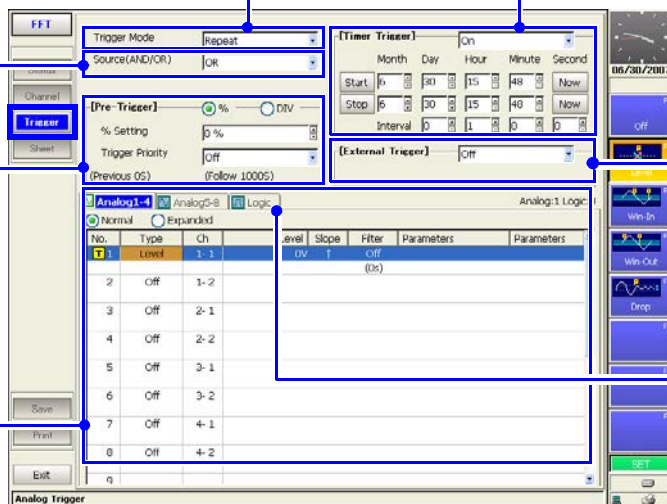 FFT
Trigger Mode Repeat
Source(AND/OR) OR
[Timer Trigger] On
Month Day Hour Minute Second
Start 6 30 15 48 Now
Stop 6 30 15 48 Now
Interval 0 1 0 0
06/30/200
Status
Channel
Trigger
Sheet
[Pre-Trigger] % DIV
% Setting 0 %
Trigger Priority Off
(Previous 0S) (Follow 1000S)
[External Trigger] Off
Off
Level
Win-In
Win-Out
Drop
Analog1-4 Analog5-8 Logic Analog:1 Logic:
Normal Expanded
No. Type Ch Level Slope Filter Parameters Parameters
T 1 Level 1- 1 0V ↑ Off
(0s)
2 Off 1- 2
3 Off 2- 1
4 Off 2- 2
5 Off 3- 1
6 Off 3- 2
7 Off 4- 1
8 Off 4- 2
9
Save
Print
Exit
SET
Analog Trigger